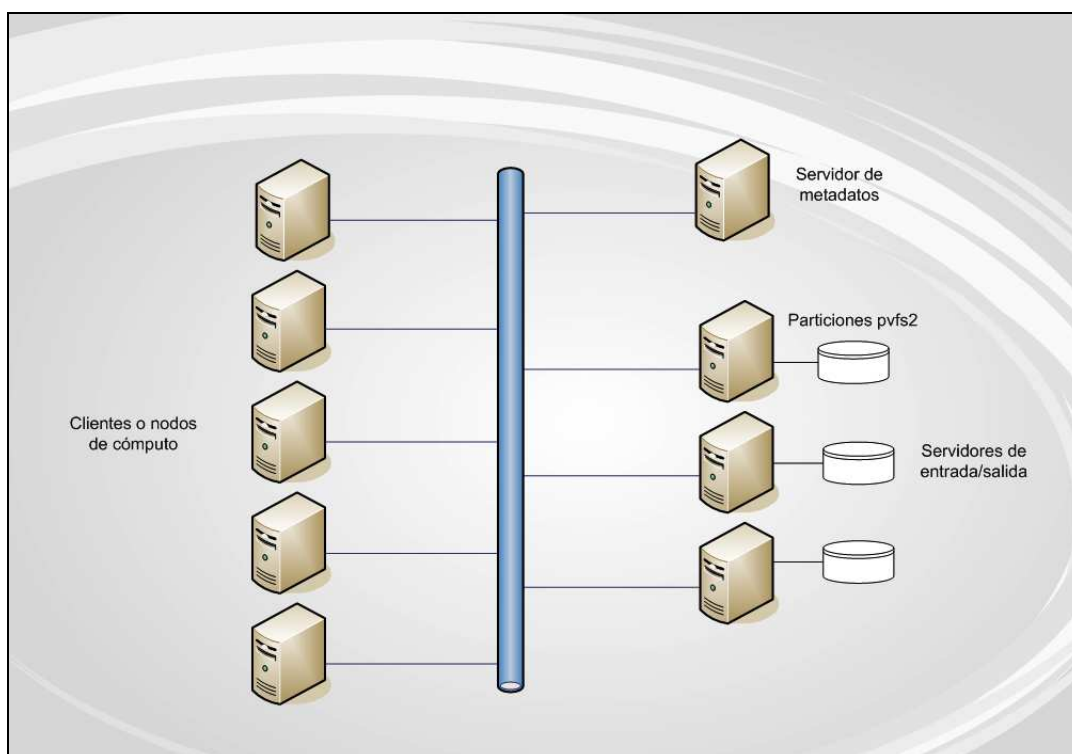 Servidor de
metadatos
Particiones pvfs2
Clientes o nodos
de cómputo
Servidores de
entrada/salida